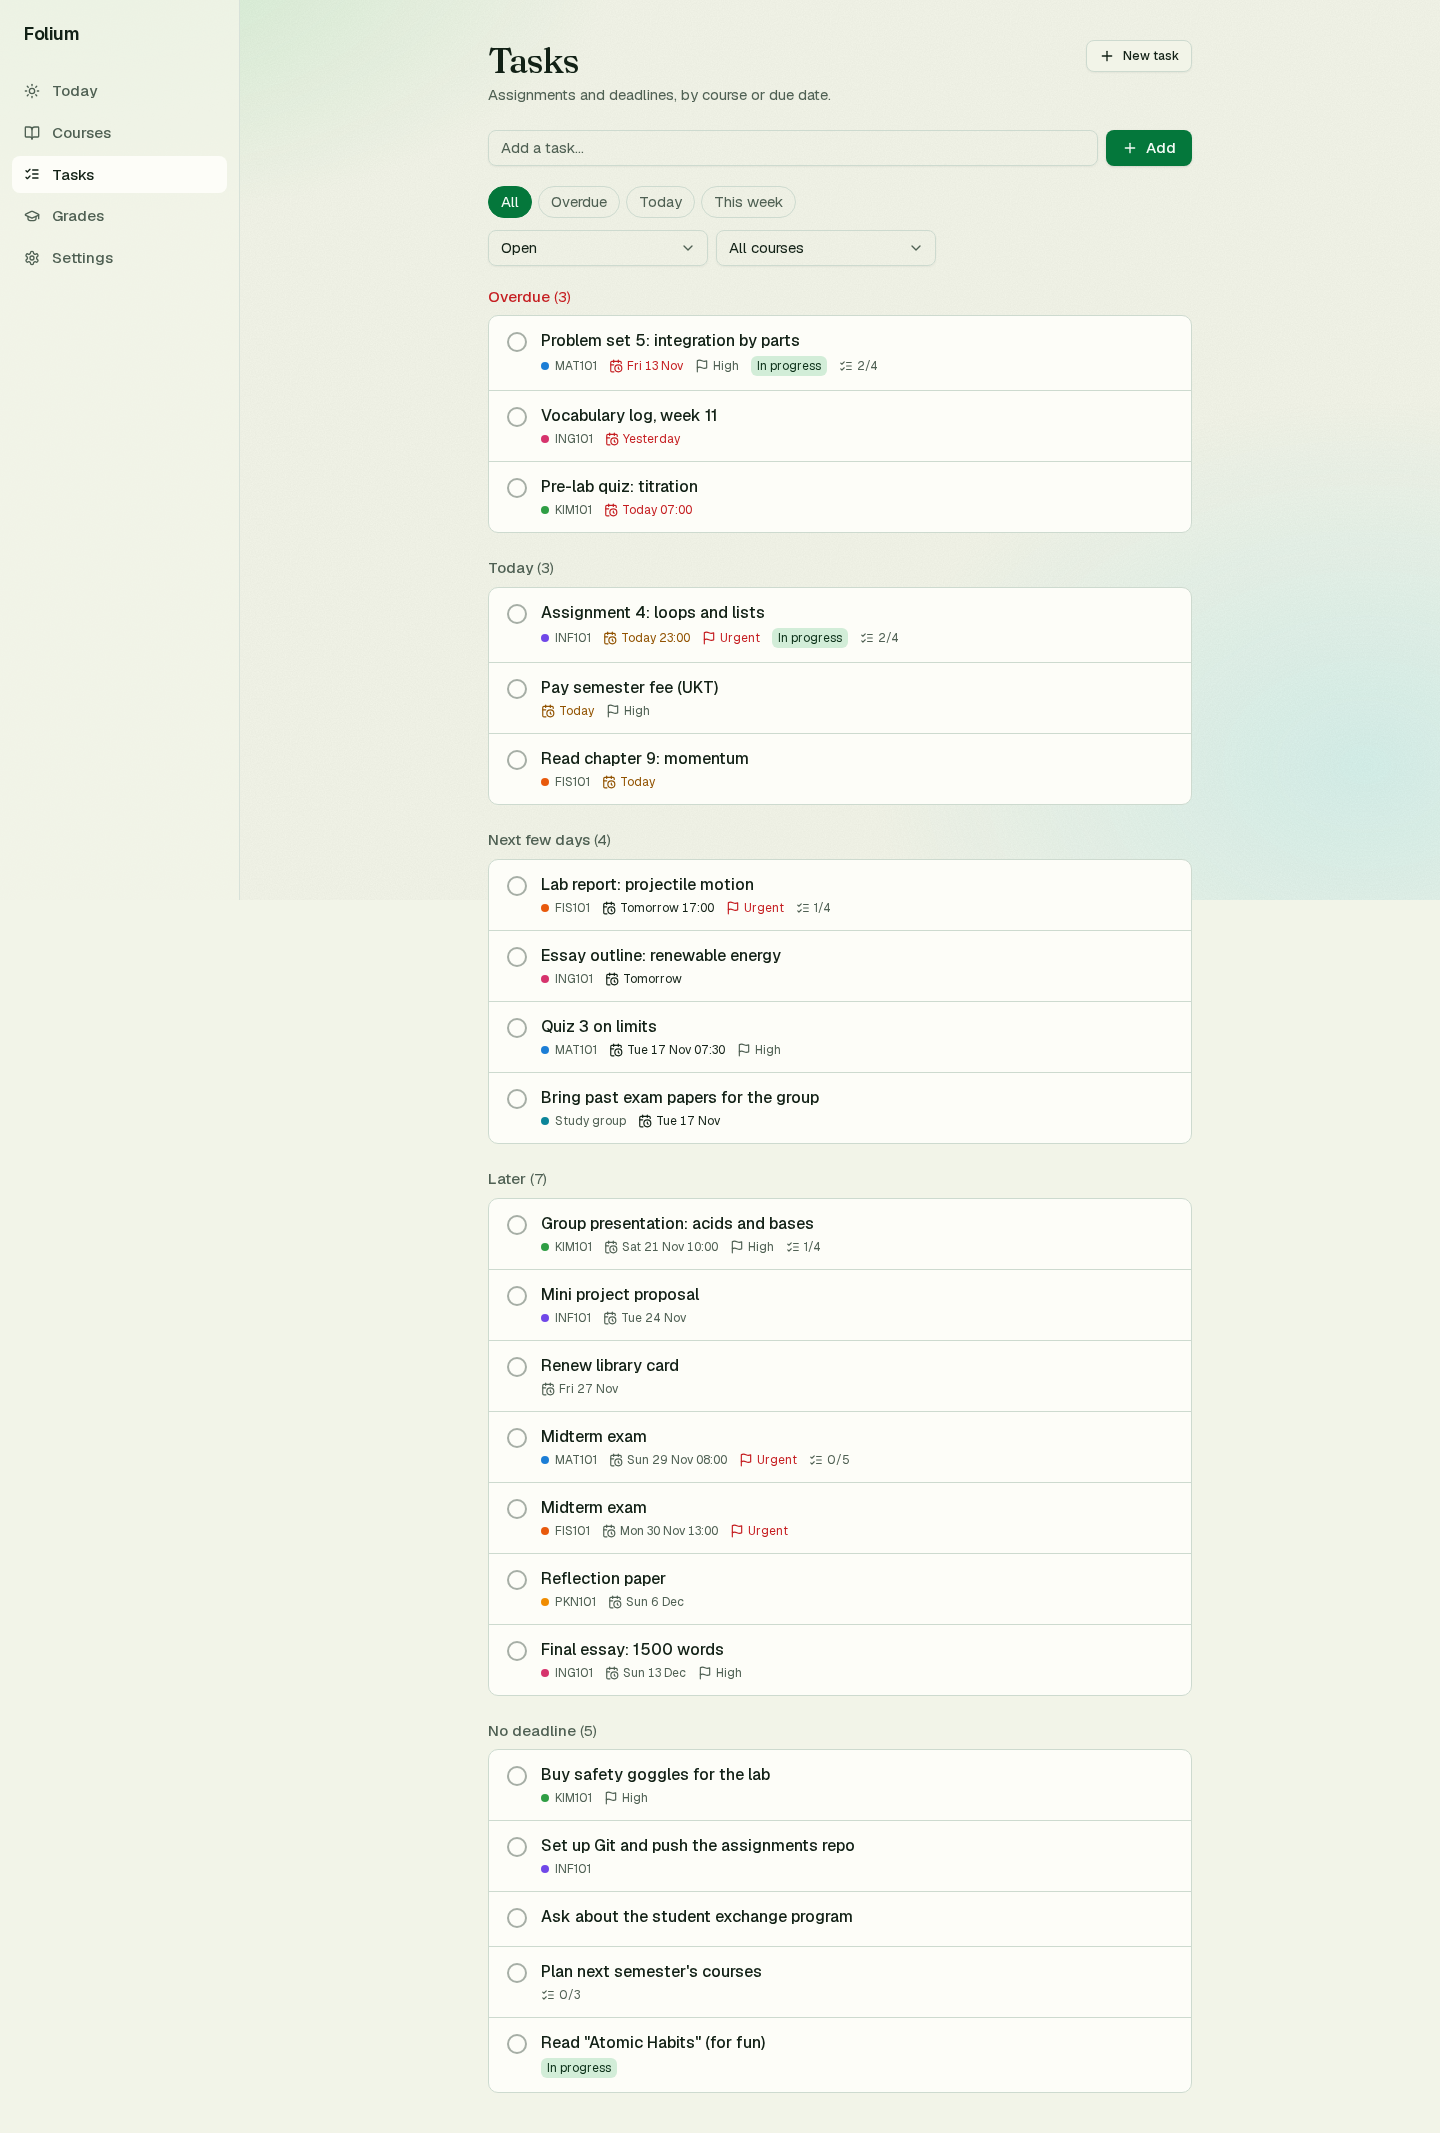 Folium
Today
Courses
Tasks
Grades
Settings
Tasks
New task
Assignments and deadlines, by course or due date.
Add a task...
Add
All Overdue Today This week
Open All courses
Overdue (3)
Problem set 5: integration by parts
MAT101 Fri 13 Nov High In progress 2/4
Vocabulary log, week 11
ING101 Yesterday
Pre-lab quiz: titration
KIM101 Today 07:00
Today (3)
Assignment 4: loops and lists
INF101 Today 23:00 Urgent In progress 2/4
Pay semester fee (UKT)
Today High
Read chapter 9: momentum
FIS101 Today
Next few days (4)
Lab report: projectile motion
FIS101 Tomorrow 17:00 Urgent 1/4
Essay outline: renewable energy
ING101 Tomorrow
Quiz 3 on limits
MAT101 Tue 17 Nov 07:30 High
Bring past exam papers for the group
Study group Tue 17 Nov
Later (7)
Group presentation: acids and bases
KIM101 Sat 21 Nov 10:00 High 1/4
Mini project proposal
INF101 Tue 24 Nov
Renew library card
Fri 27 Nov
Midterm exam
MAT101 Sun 29 Nov 08:00 Urgent 0/5
Midterm exam
FIS101 Mon 30 Nov 13:00 Urgent
Reflection paper
PKN101 Sun 6 Dec
Final essay: 1500 words
ING101 Sun 13 Dec High
No deadline (5)
Buy safety goggles for the lab
KIM101 High
Set up Git and push the assignments repo
INF101
Ask about the student exchange program
Plan next semester's courses
0/3
Read "Atomic Habits" (for fun)
In progress